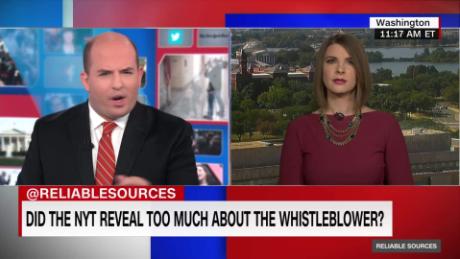 Washington
11:17 AM ET
@RELIABLESOURCES
DID THE NYT REVEAL TOO MUCH ABOUT THE WHISTLEBLOWER?
RELIABLE SOURCES